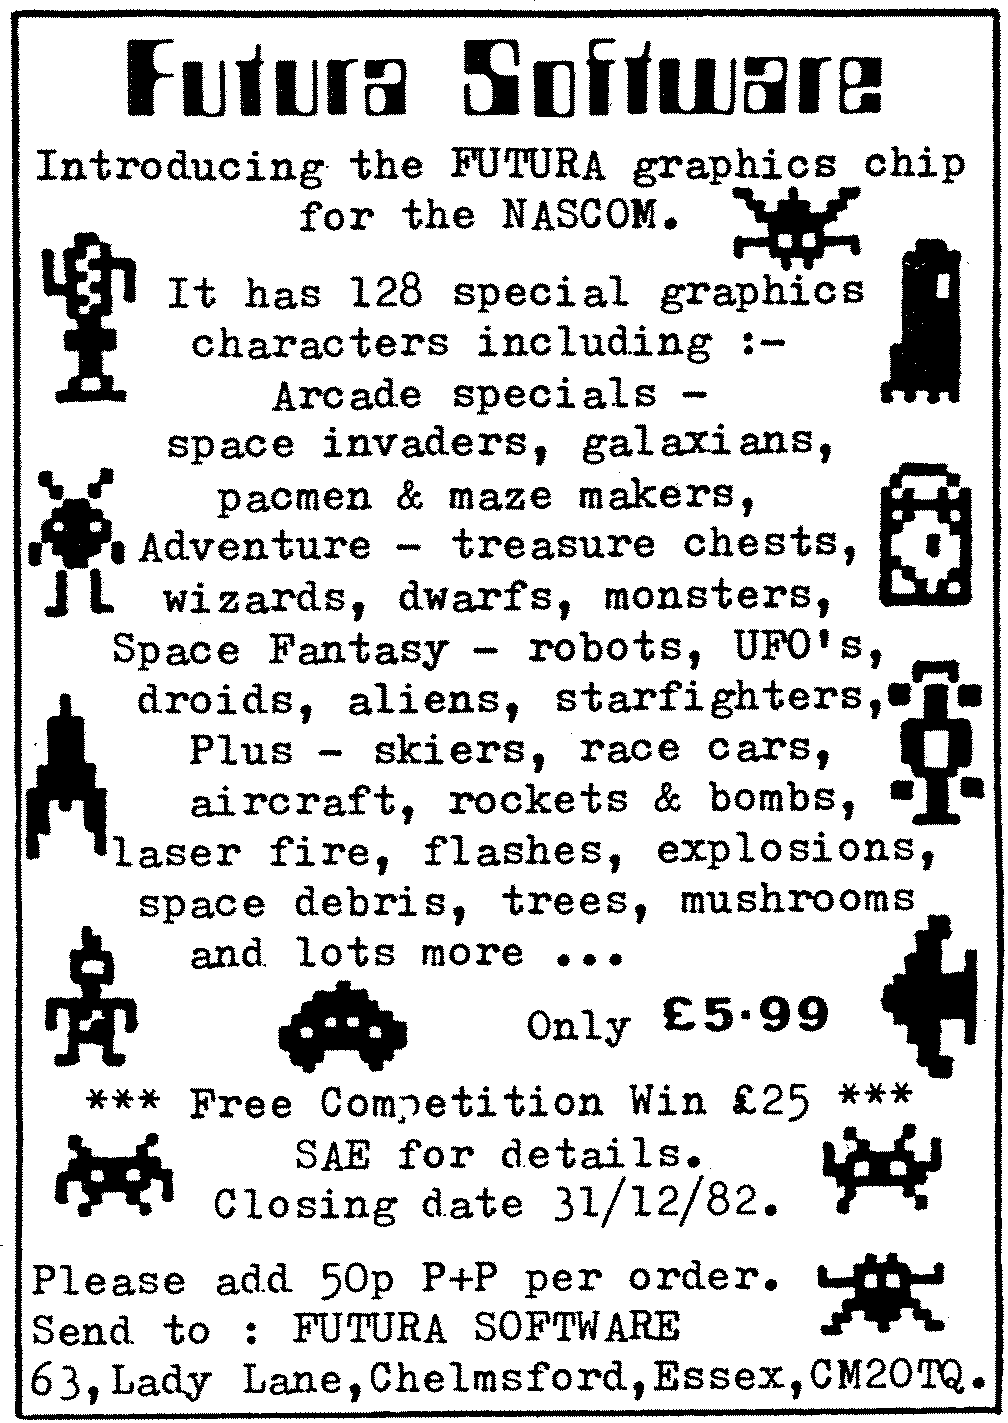 Futura Software
Introducing the FUTURA graphics chip
for the NASCOM.
It has 128 special graphics
characters including :-
Arcade specials -
space invaders, galaxians,
pacmen & maze makers,
Adventure - treasure chests,
wizards, dwarfs, monsters,
Space Fantasy - robots, UFO's,
droids, aliens, starfighters,
Plus - skiers, race cars,
aircraft, rockets & bombs,
laser fire, flashes, explosions,
space debris, trees, mushrooms
and lots more ...
Only £5·99
*** Free Competition Win £25 ***
SAE for details.
Closing date 31/12/82.
Please add 50p P+P per order.
Send to : FUTURA SOFTWARE
63,Lady Lane,Chelmsford,Essex,CM20TQ.